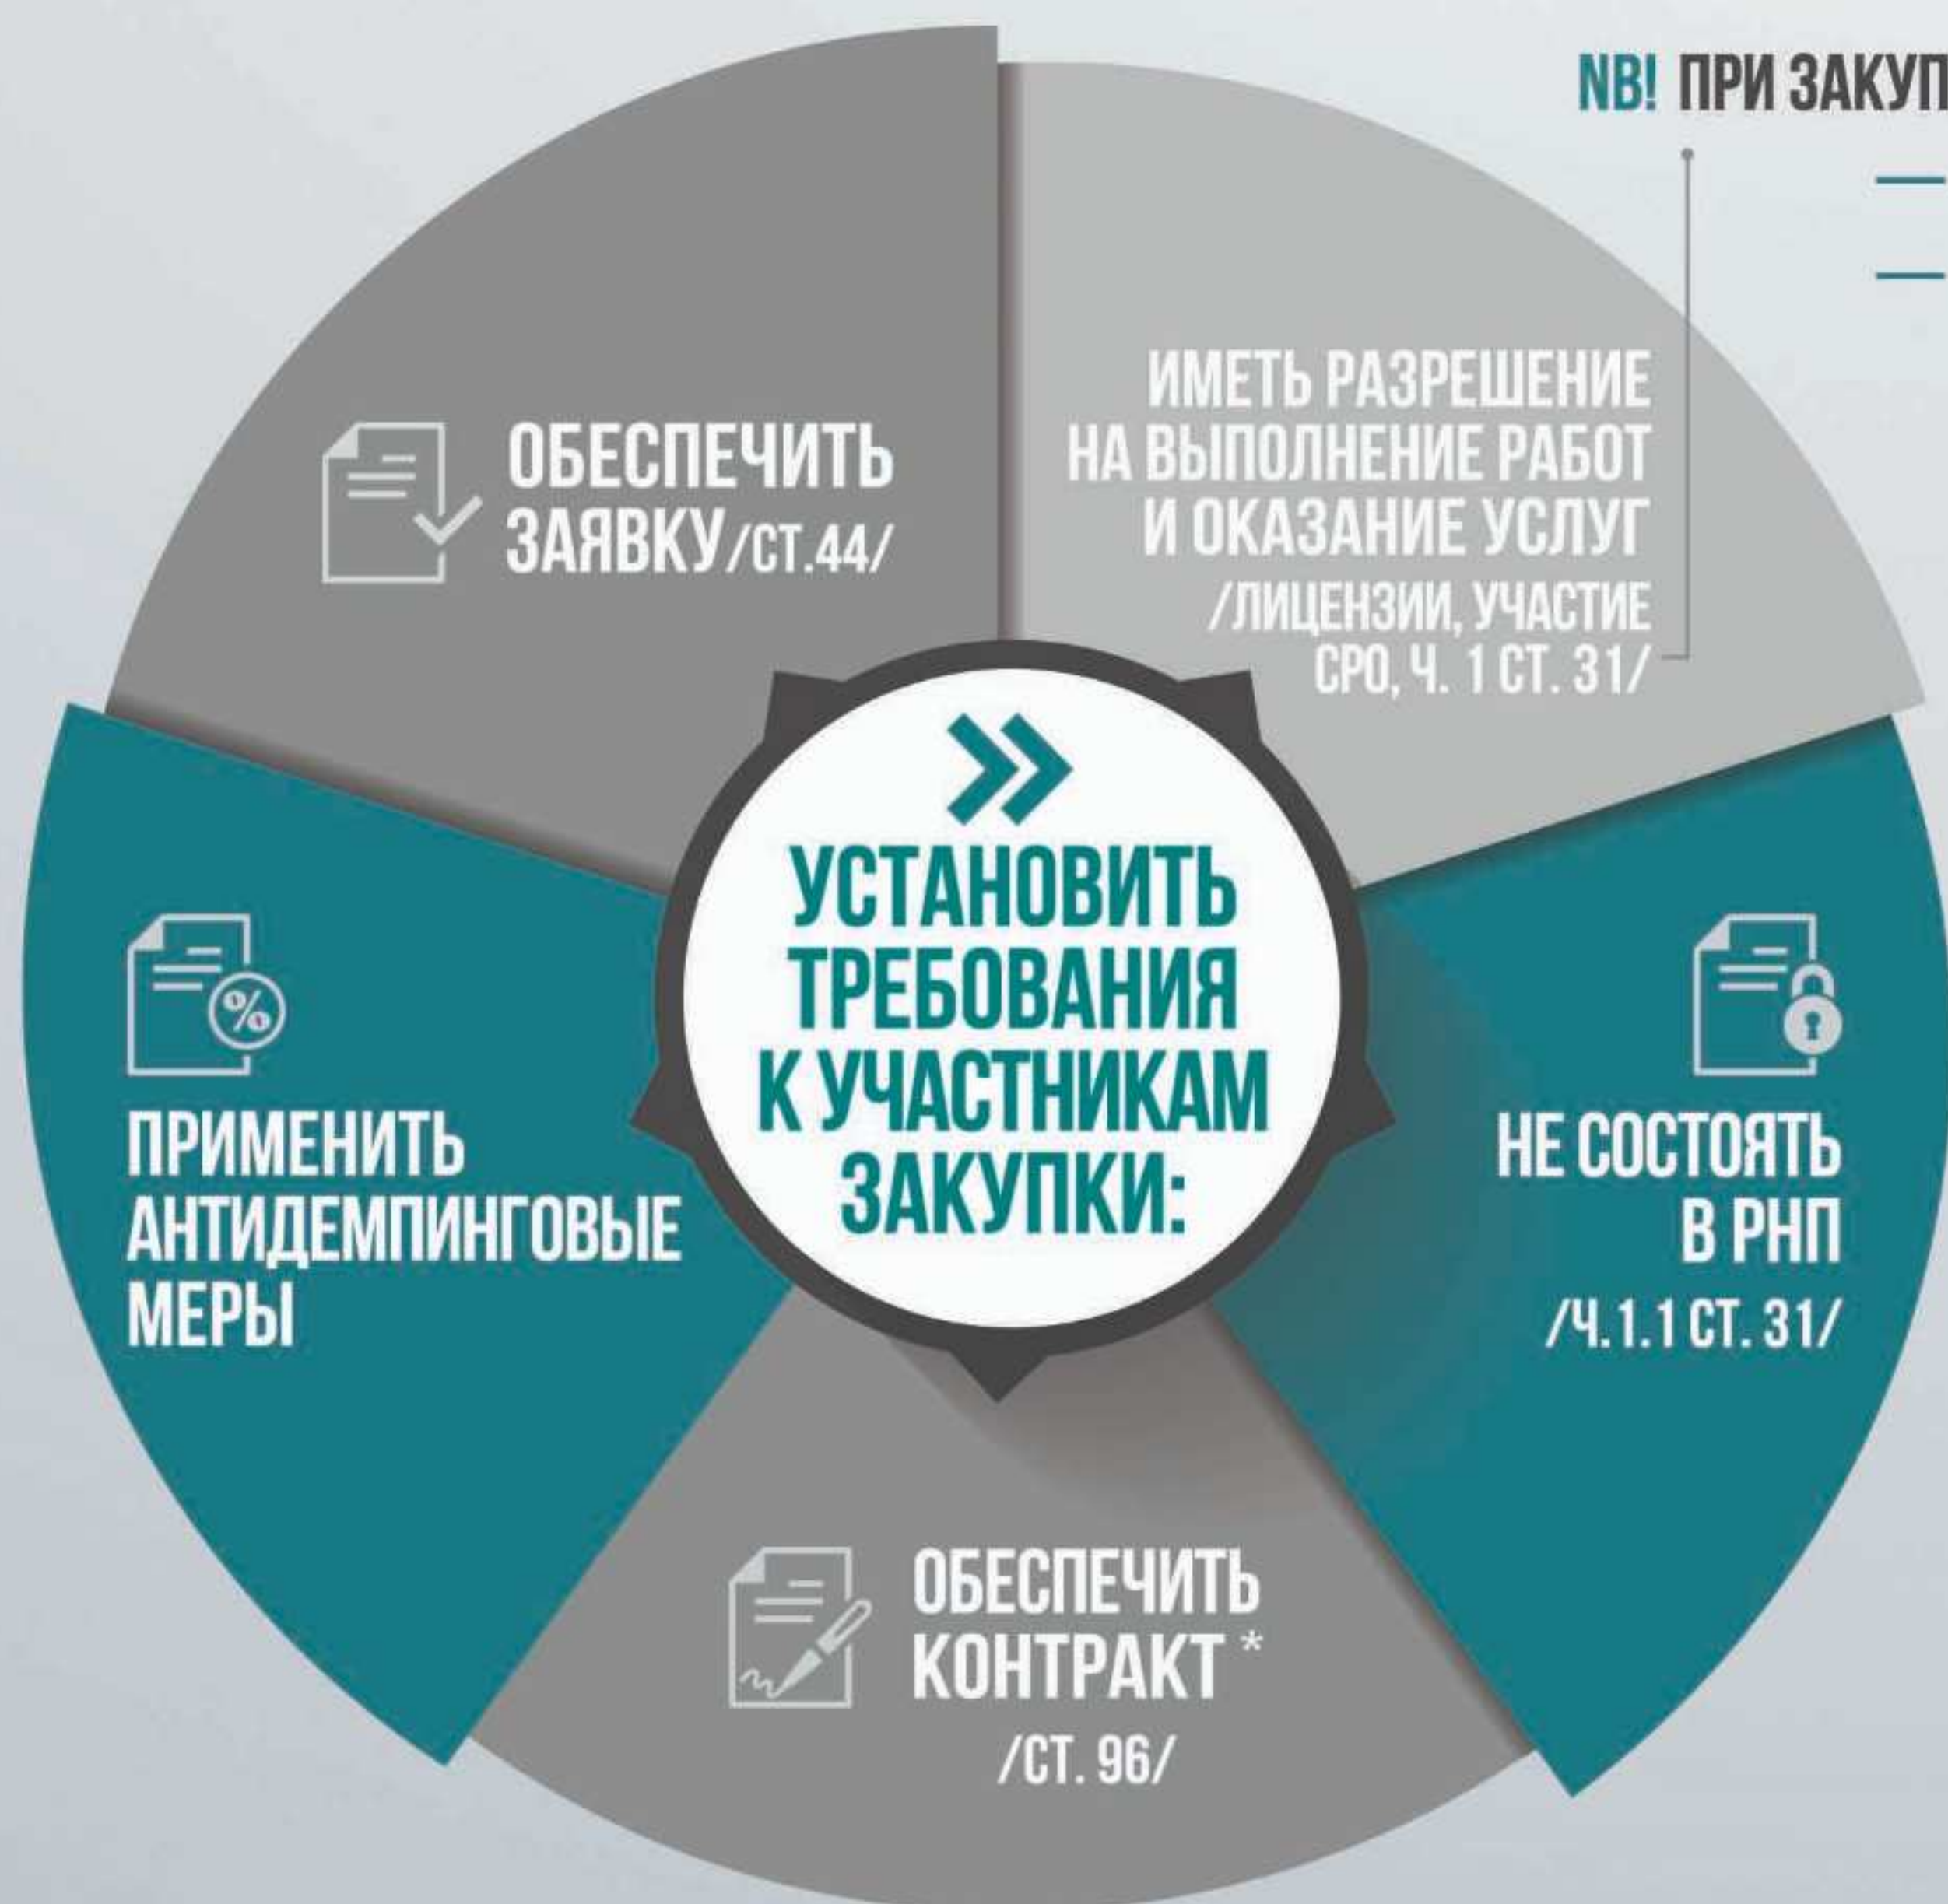 NB! ПРИ ЗАКУП
ОБЕСПЕЧИТЬ
ЗАЯВКУ/СТ.44/
ИМЕТЬ РАЗРЕШЕНИЕ
НА ВЫПОЛНЕНИЕ РАБОТ
И ОКАЗАНИЕ УСЛУГ
/ЛИЦЕНЗИИ, УЧАСТИЕ
СРО, Ч. 1 СТ. 31/
УСТАНОВИТЬ
ТРЕБОВАНИЯ
К УЧАСТНИКАМ
ЗАКУПКИ:
ПРИМЕНИТЬ
АНТИДЕМПИНГОВЫЕ
МЕРЫ
НЕ СОСТОЯТЬ
В РНП
/Ч.1.1 СТ. 31/
ОБЕСПЕЧИТЬ
КОНТРАКТ *
/СТ. 96/